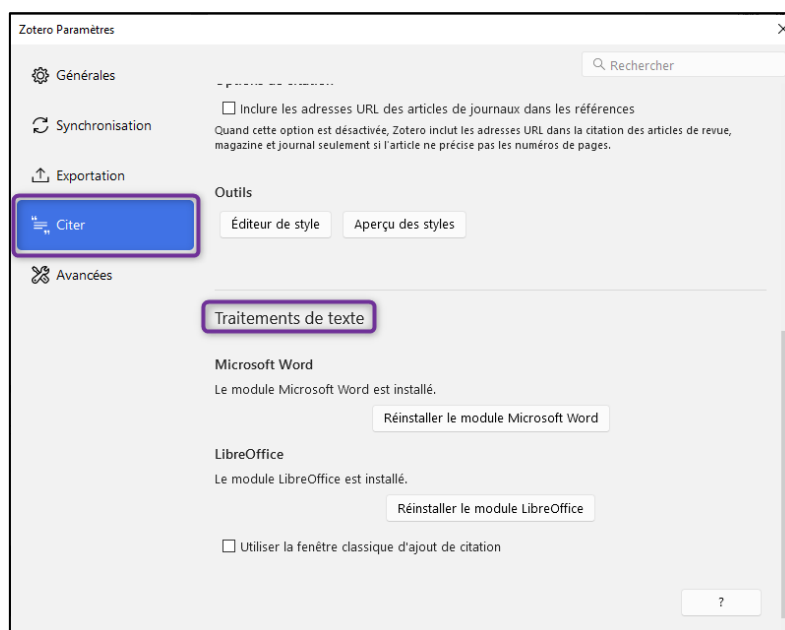 Zotero Paramètres
Rechercher
Générales
Synchronisation
Exportation
Citer
Avancées
Options de citation
Inclure les adresses URL des articles de journaux dans les références
Quand cette option est désactivée, Zotero inclut les adresses URL dans la citation des articles de revue,
magazine et journal seulement si l'article ne précise pas les numéros de pages.
Outils
Éditeur de style Aperçu des styles
Traitements de texte
Microsoft Word
Le module Microsoft Word est installé.
Réinstaller le module Microsoft Word
LibreOffice
Le module LibreOffice est installé.
Réinstaller le module LibreOffice
Utiliser la fenêtre classique d'ajout de citation
?